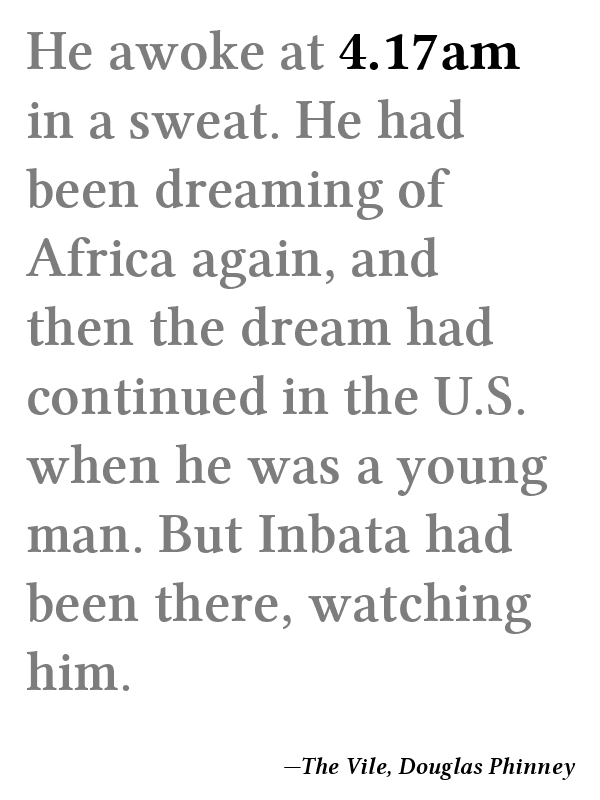 He awoke at 4.17am
in a sweat. He had
been dreaming of
Africa again, and
then the dream had
continued in the U.S.
when he was a young
man. But Inbata had
been there, watching
him.
—The Vile, Douglas Phinney